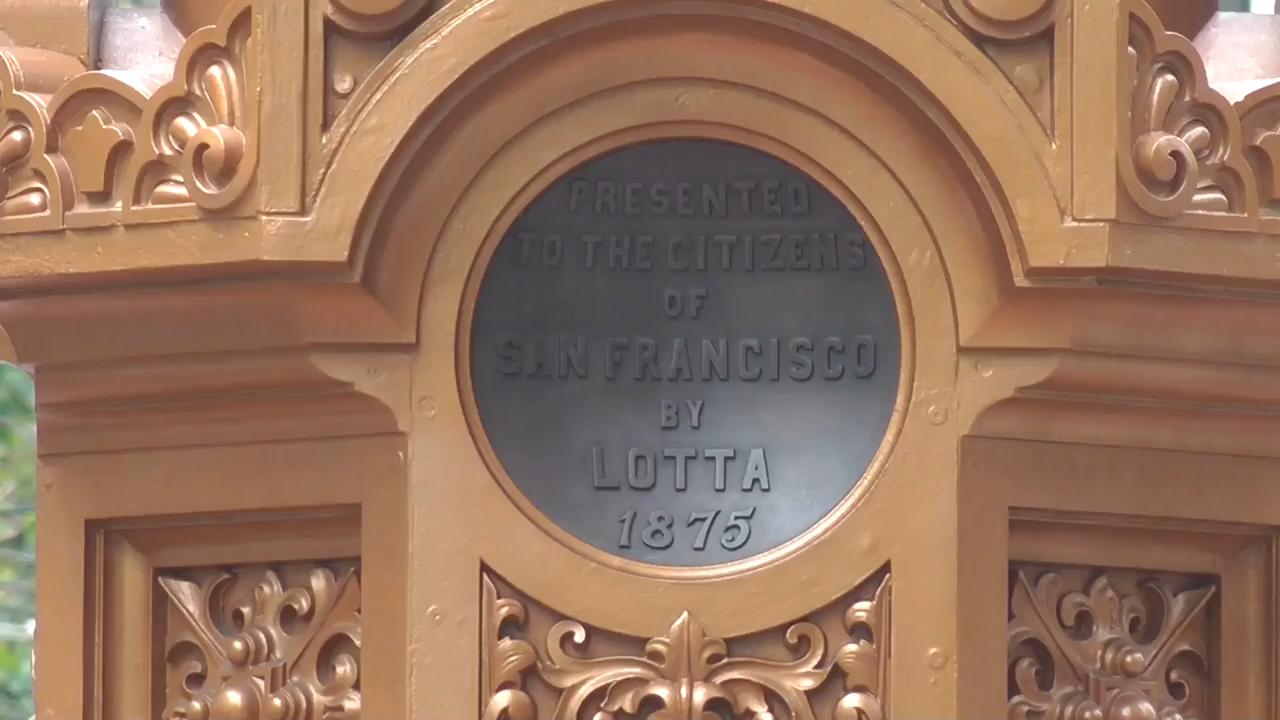 PRESENTED
TO THE CITIZENS
OF
SAN FRANCISCO
BY
LOTTA
1875